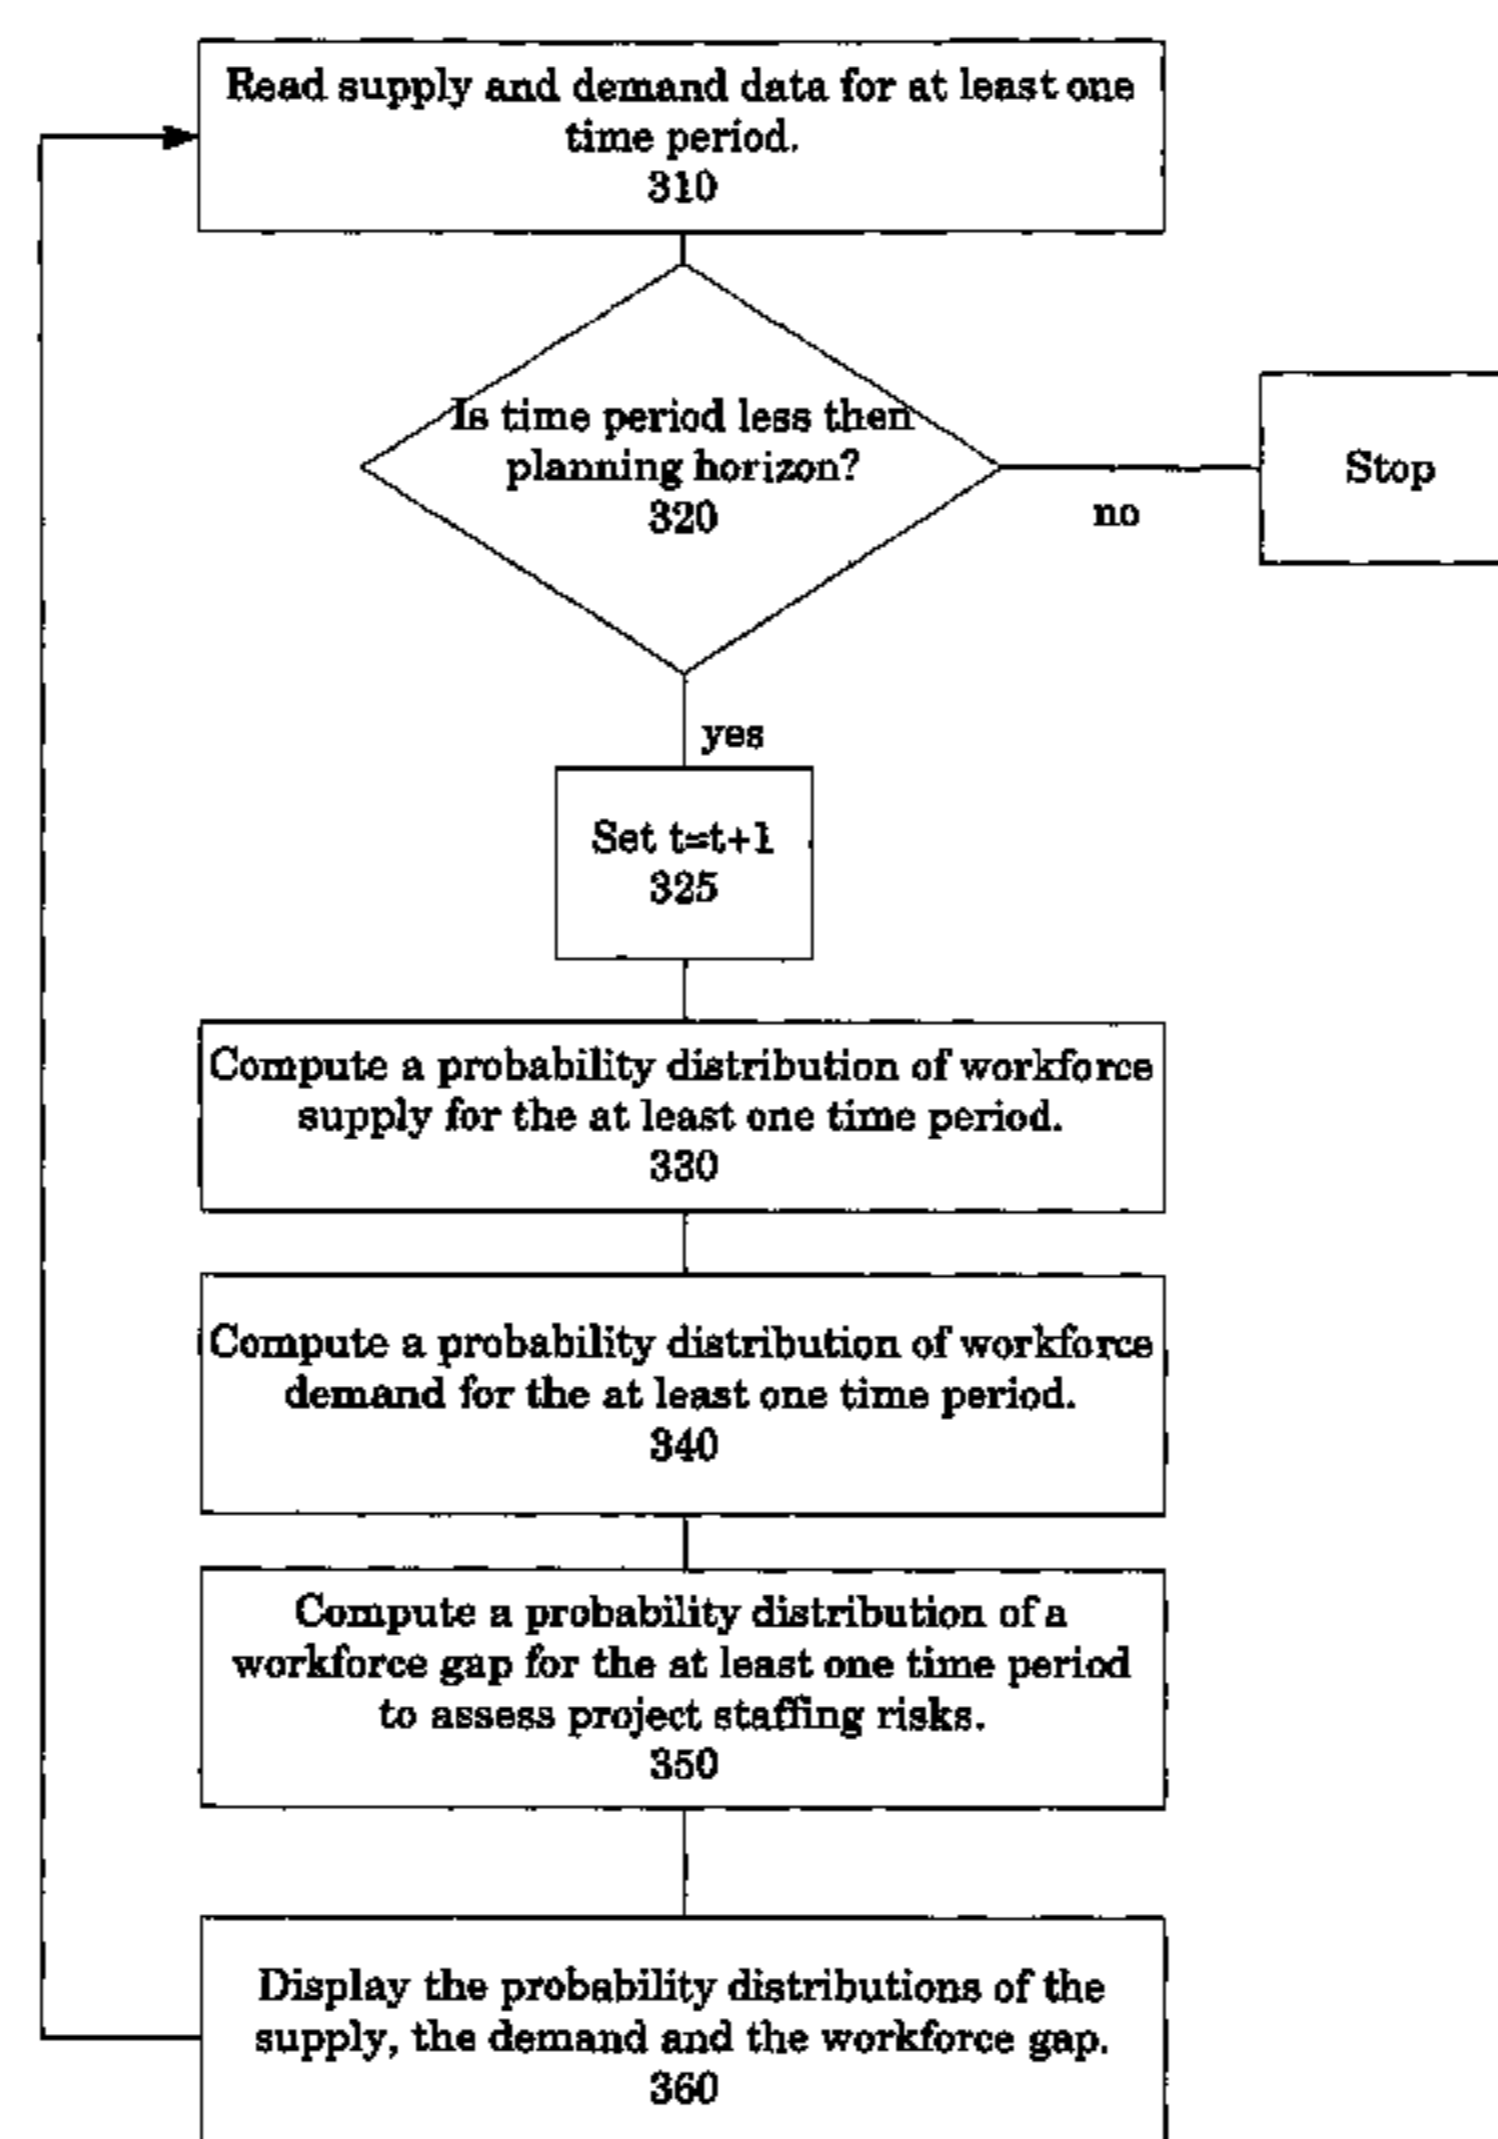 Read supply and demand data for at least one
time period.
310
Is time period less then
planning horizon?
320
Stop
no
yes
Set t=t+1
325
Compute a probability distribution of workforce
supply for the at least one time period.
330
Compute a probability distribution of workforce
demand for the at least one time period.
340
Compute a probability distribution of a
workforce gap for the at least one time period
to assess project staffing risks.
350
Display the probability distributions of the
supply, the demand and the workforce gap.
360